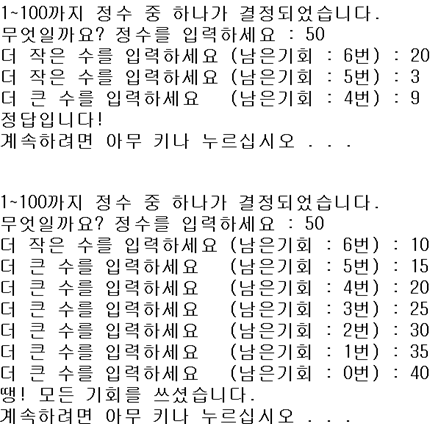 1~100까지 정수 중 하나가 결정되었습니다.
무엇일까요? 정수를 입력하세요 : 50
더 작은 수를 입력하세요 (남은기회 : 6번) : 20
더 작은 수를 입력하세요 (남은기회 : 5번) : 3
더 큰 수를 입력하세요 (남은기회 : 4번) : 9
정답입니다!
계속하려면 아무 키나 누르십시오 . . .
1~100까지 정수 중 하나가 결정되었습니다.
무엇일까요? 정수를 입력하세요 : 50
더 작은 수를 입력하세요 (남은기회 : 6번) : 10
더 큰 수를 입력하세요 (남은기회 : 5번) : 15
더 큰 수를 입력하세요 (남은기회 : 4번) : 20
더 큰 수를 입력하세요 (남은기회 : 3번) : 25
더 큰 수를 입력하세요 (남은기회 : 2번) : 30
더 큰 수를 입력하세요 (남은기회 : 1번) : 35
더 큰 수를 입력하세요 (남은기회 : 0번) : 40
땡! 모든 기회를 쓰셨습니다.
계속하려면 아무 키나 누르십시오 . . .